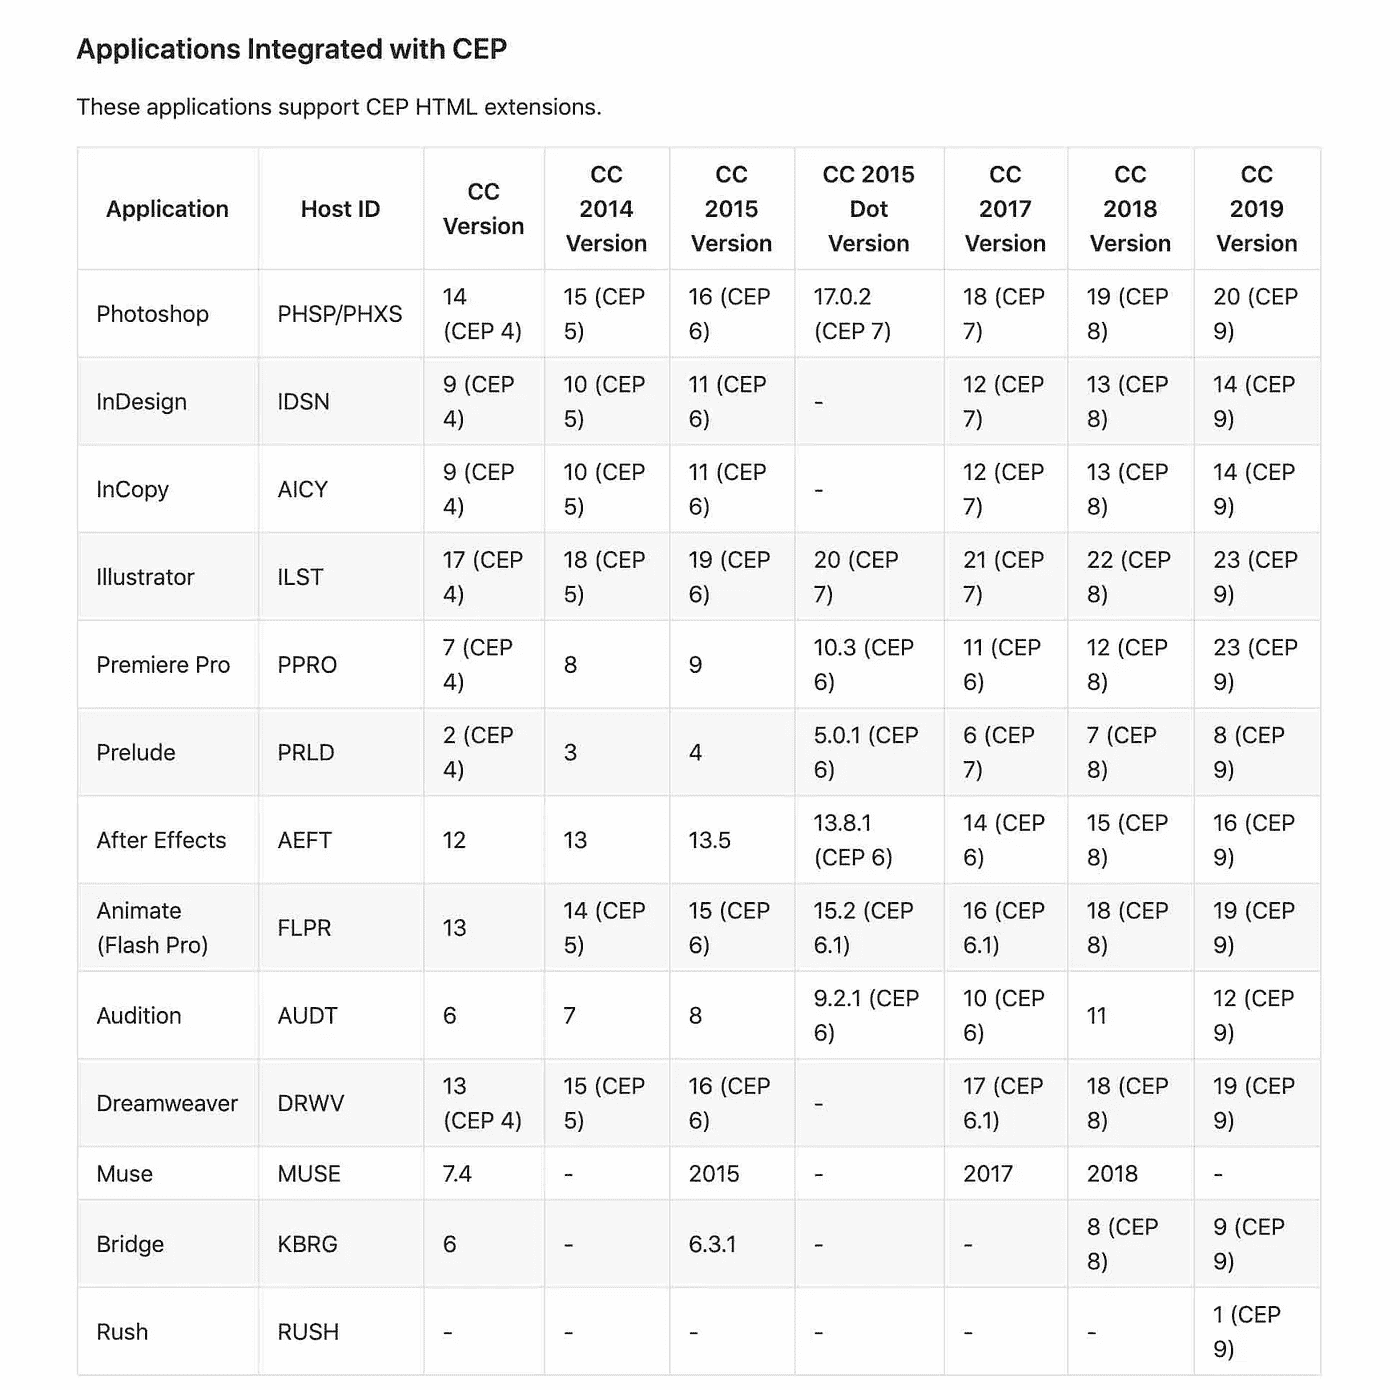 Applications Integrated with CEP
These applications support CEP HTML extensions.
Application Host ID CC Version CC 2014 Version CC 2015 Version CC 2015 Dot Version CC 2017 Version CC 2018 Version CC 2019 Version
Photoshop PHSP/PHXS 14 (CEP 4) 15 (CEP 5) 16 (CEP 6) 17.0.2 (CEP 7) 18 (CEP 7) 19 (CEP 8) 20 (CEP 9)
InDesign IDSN 9 (CEP 4) 10 (CEP 5) 11 (CEP 6) - 12 (CEP 7) 13 (CEP 8) 14 (CEP 9)
InCopy AICY 9 (CEP 4) 10 (CEP 5) 11 (CEP 6) - 12 (CEP 7) 13 (CEP 8) 14 (CEP 9)
Illustrator ILST 17 (CEP 4) 18 (CEP 5) 19 (CEP 6) 20 (CEP 7) 21 (CEP 7) 22 (CEP 8) 23 (CEP 9)
Premiere Pro PPRO 7 (CEP 4) 8 9 10.3 (CEP 6) 11 (CEP 6) 12 (CEP 8) 23 (CEP 9)
Prelude PRLD 2 (CEP 4) 3 4 5.0.1 (CEP 6) 6 (CEP 7) 7 (CEP 8) 8 (CEP 9)
After Effects AEFT 12 13 13.5 13.8.1 (CEP 6) 14 (CEP 6) 15 (CEP 8) 16 (CEP 9)
Animate (Flash Pro) FLPR 13 14 (CEP 5) 15 (CEP 6) 15.2 (CEP 6.1) 16 (CEP 6.1) 18 (CEP 8) 19 (CEP 9)
Audition AUDT 6 7 8 9.2.1 (CEP 6) 10 (CEP 6) 11 12 (CEP 9)
Dreamweaver DRWV 13 (CEP 4) 15 (CEP 5) 16 (CEP 6) - 17 (CEP 6.1) 18 (CEP 8) 19 (CEP 9)
Muse MUSE 7.4 - 2015 - 2017 2018 -
Bridge KBRG 6 - 6.3.1 - - 8 (CEP 8) 9 (CEP 9)
Rush RUSH - - - - - - 1 (CEP 9)